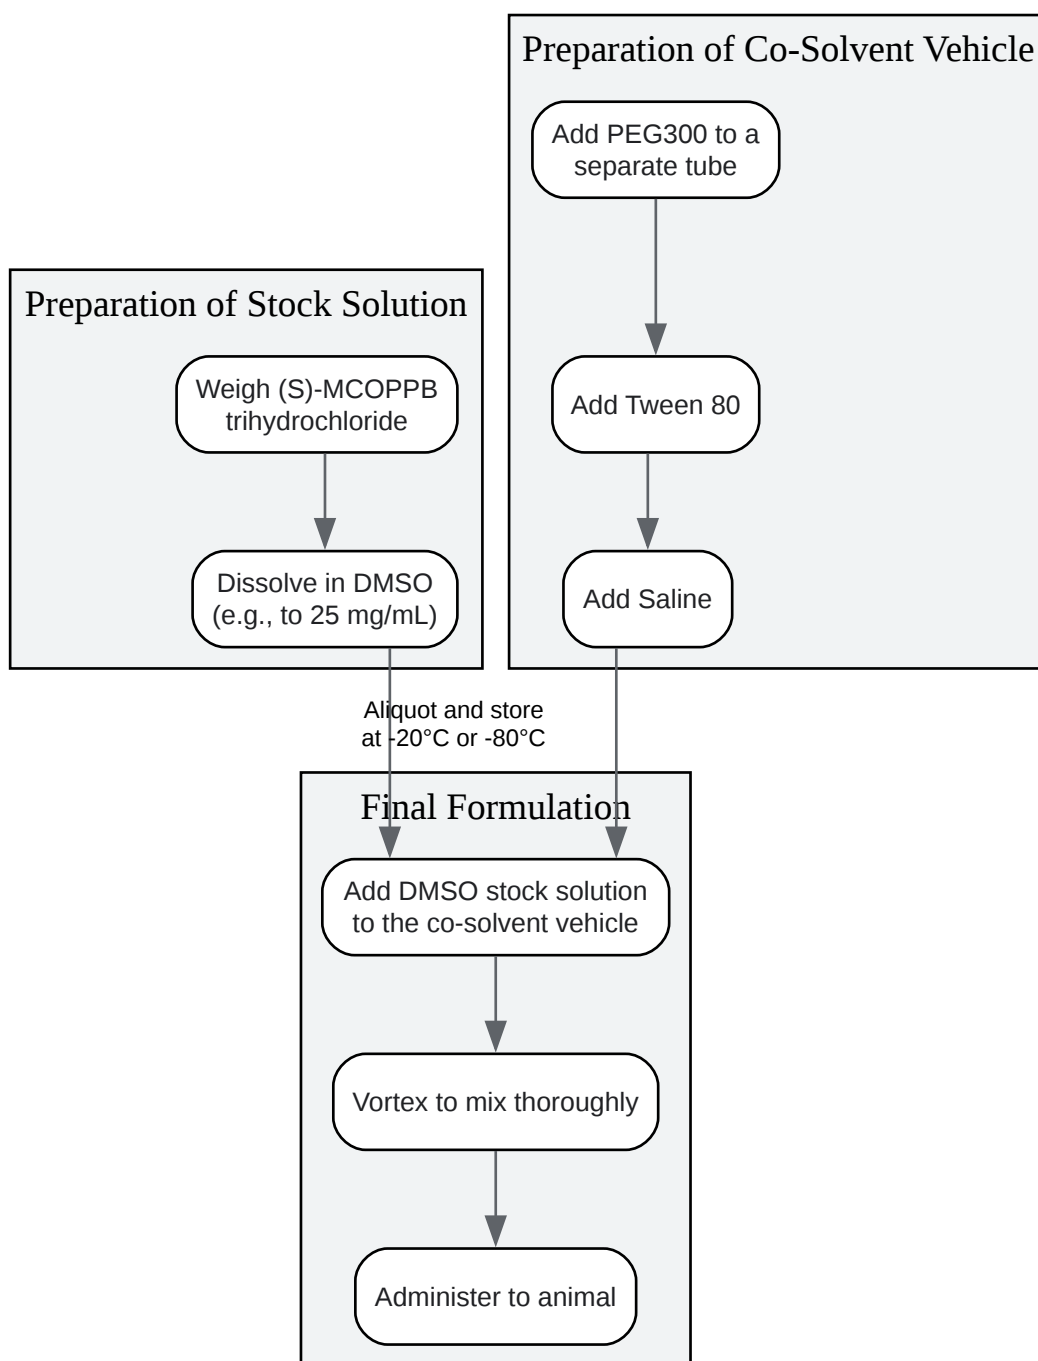 Preparation of Co-Solvent Vehicle
Add PEG300 to a
separate tube
Preparation of Stock Solution
Weigh (S)-MCOPPB
trihydrochloride
Add Tween 80
Dissolve in DMSO
(e.g., to 25 mg/mL)
Add Saline
Aliquot and store
at -20°C or -80°C
Final Formulation
Add DMSO stock solution
to the co-solvent vehicle
Vortex to mix thoroughly
Administer to animal